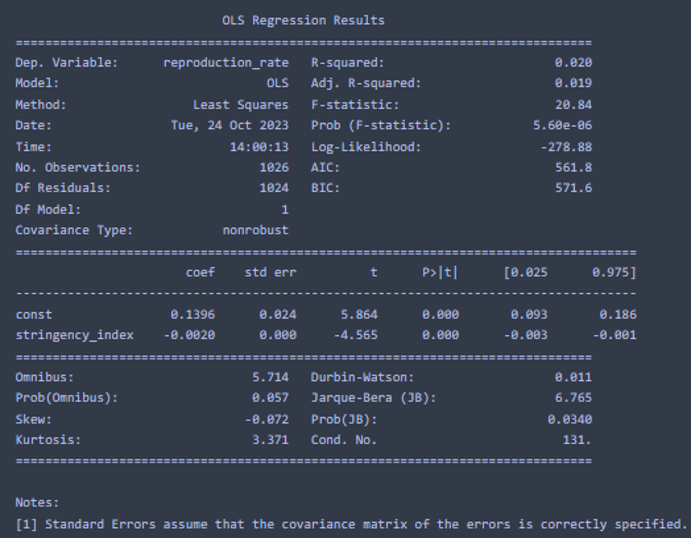 OLS Regression Results
==============================================================================
Dep. Variable: reproduction_rate R-squared: 0.020
Model: OLS Adj. R-squared: 0.019
Method: Least Squares F-statistic: 20.84
Date: Tue, 24 Oct 2023 Prob (F-statistic): 5.60e-06
Time: 14:00:13 Log-Likelihood: -278.88
No. Observations: 1026 AIC: 561.8
Df Residuals: 1024 BIC: 571.6
Df Model: 1
Covariance Type: nonrobust
====================================================================================
coef std err t P>|t| [0.025 0.975]
------------------------------------------------------------------------------------
const 0.1396 0.024 5.864 0.000 0.093 0.186
stringency_index -0.0020 0.000 -4.565 0.000 -0.003 -0.001
==============================================================================
Omnibus: 5.714 Durbin-Watson: 0.011
Prob(Omnibus): 0.057 Jarque-Bera (JB): 6.765
Skew: -0.072 Prob(JB): 0.0340
Kurtosis: 3.371 Cond. No. 131.
==============================================================================
Notes:
[1] Standard Errors assume that the covariance matrix of the errors is correctly specified.